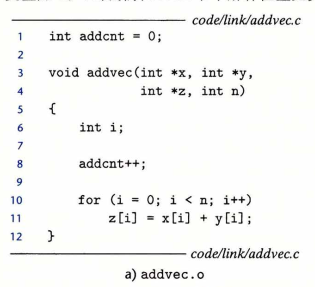 code/link/addvec.c
1 int addcnt = 0;
2
3 void addvec(int *x, int *y,
4 int *z, int n)
5 {
6 int i;
7
8 addcnt++;
9
10 for (i = 0; i < n; i++)
11 z[i] = x[i] + y[i];
12 }
code/link/addvec.c
a) addvec.o